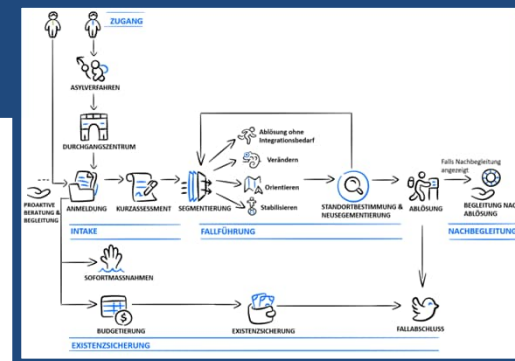 ZUGANG
ASYLVERFAHREN
DURCHGANGSZENTRUM
PROAKTIVE
BERATUNG &
BEGLEITUNG
ANMELDUNG
KURZASSESSMENT
SEGMENTIERUNG
Ablösung ohne
Integrationsbedarf
Verändern
Orientieren
Stabilisieren
STANDORTBESTIMMUNG &
NEUSEGEMENTIERUNG
ABLÖSUNG
Falls Nachbegleitung
angezeigt
BEGLEITUNG NAC
ABLÖSUNG
INTAKE
FALLFÜHRUNG
NACHBEGLEITUNG
SOFORTMASSNAHMEN
BUDGETIERUNG
EXISTENZSICHERUNG
FALLABSCHLUSS
EXISTENZSICHERUNG